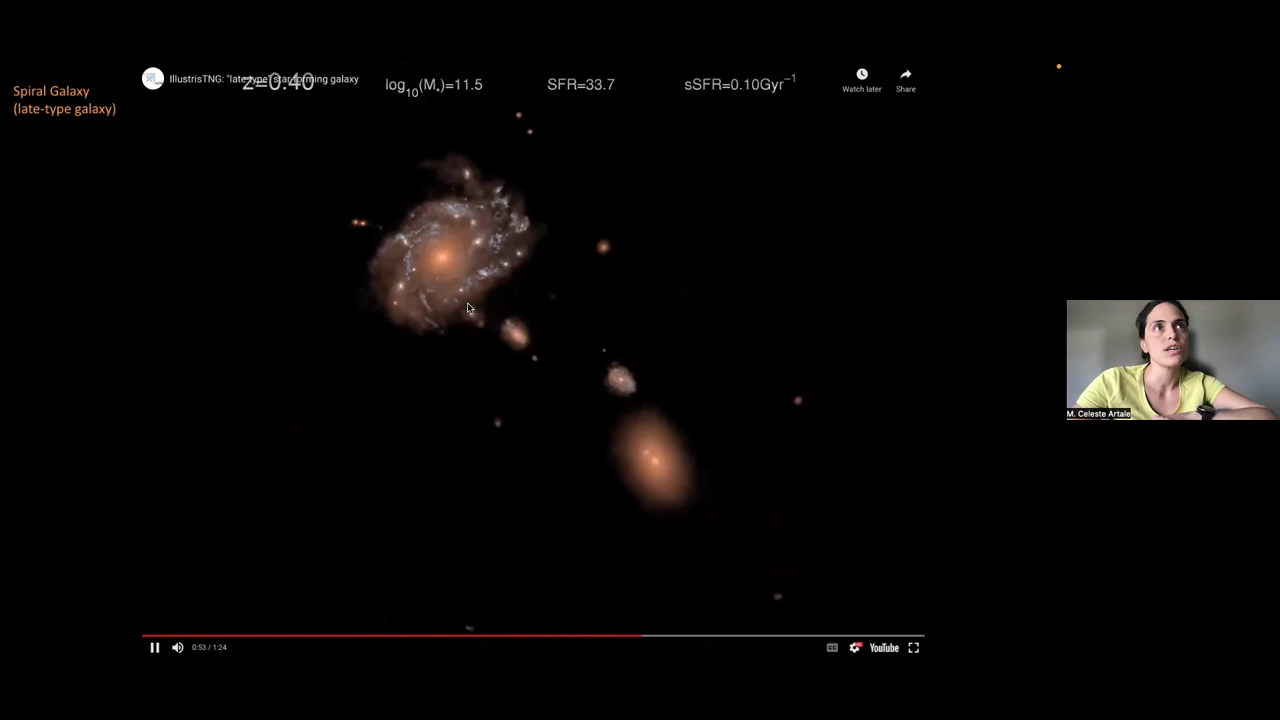 IllustrisTNG: "late-type" star-forming galaxy
z=0.40
log10(M⋆)=11.5
SFR=33.7
sSFR=0.10Gyr⁻¹
Watch later
Share
Spiral Galaxy
(late-type galaxy)
M. Celeste Artale
0:53 / 1:24
CC
YouTube